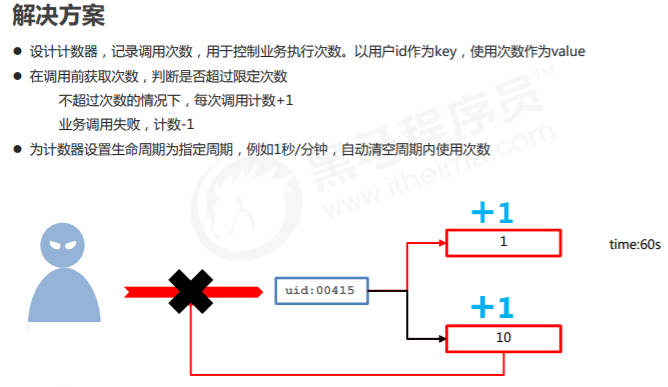 解决方案
● 设计计数器，记录调用次数，用于控制业务执行次数。以用户id作为key，使用次数作为value
● 在调用前获取次数，判断是否超过限定次数
不超过次数的情况下，每次调用计数+1
业务调用失败，计数-1
● 为计数器设置生命周期为指定周期，例如1秒/分钟，自动清空周期内使用次数
黑马程序员™
www.itheima.com
+1
1
time:60s
uid:00415
+1
10